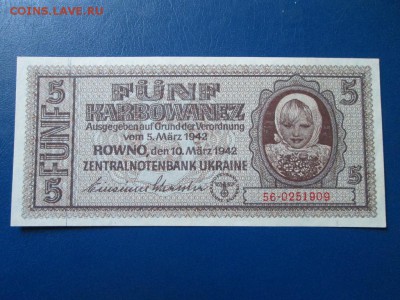 COINS.LAVE.RU
5
FÜNF
5
FÜNF
KARBOWANEZ
Ausgegeben auf Grund der Verordnung
vom 5. März 1942
ROWNO, den 10. März 1942
ZENTRALNOTENBANK UKRAINE
5
5
56·0251909